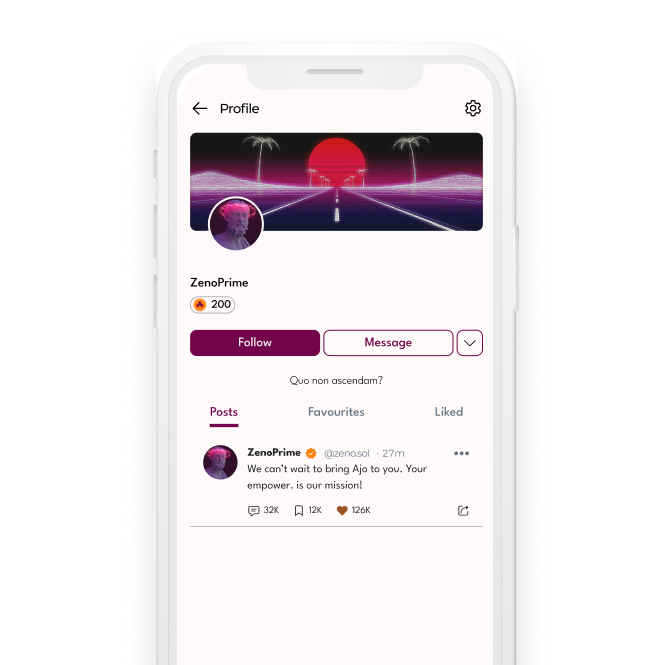 Profile
ZenoPrime
200
Follow
Message
Quo non ascendam?
Posts
Favourites
Liked
ZenoPrime @zeno.sol · 27m
We can't wait to bring Ajo to you. Your
empower. is our mission!
32K 12K 126K